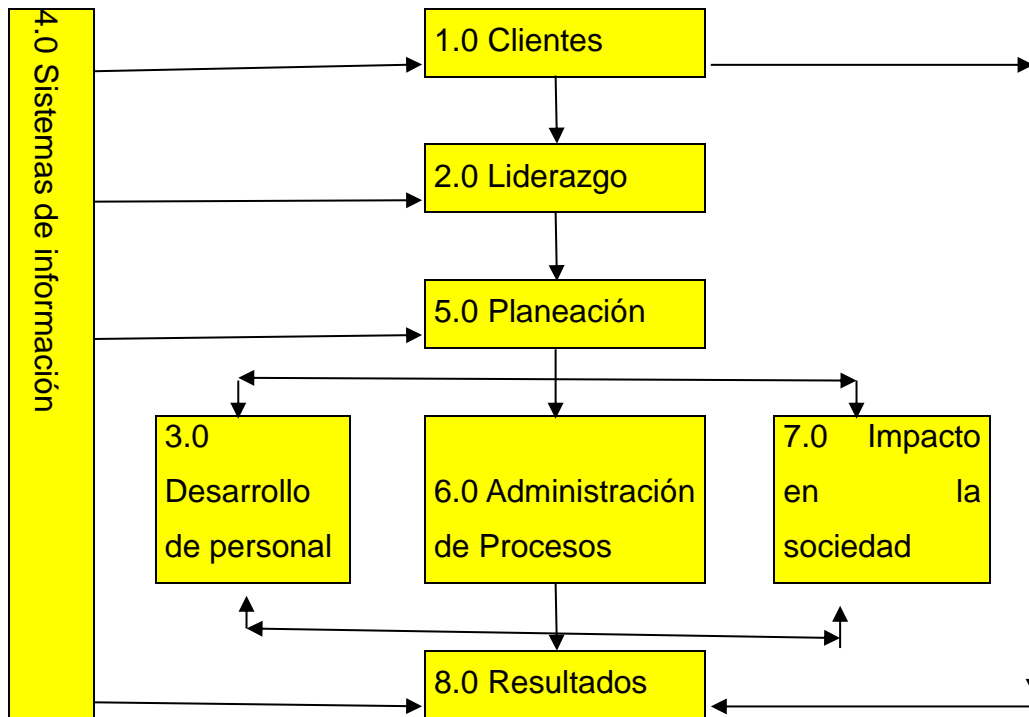 4.0 Sistemas de información
1.0 Clientes
2.0 Liderazgo
5.0 Planeación
3.0
Desarrollo
de personal
6.0 Administración
de Procesos
7.0 Impacto
en la
sociedad
8.0 Resultados